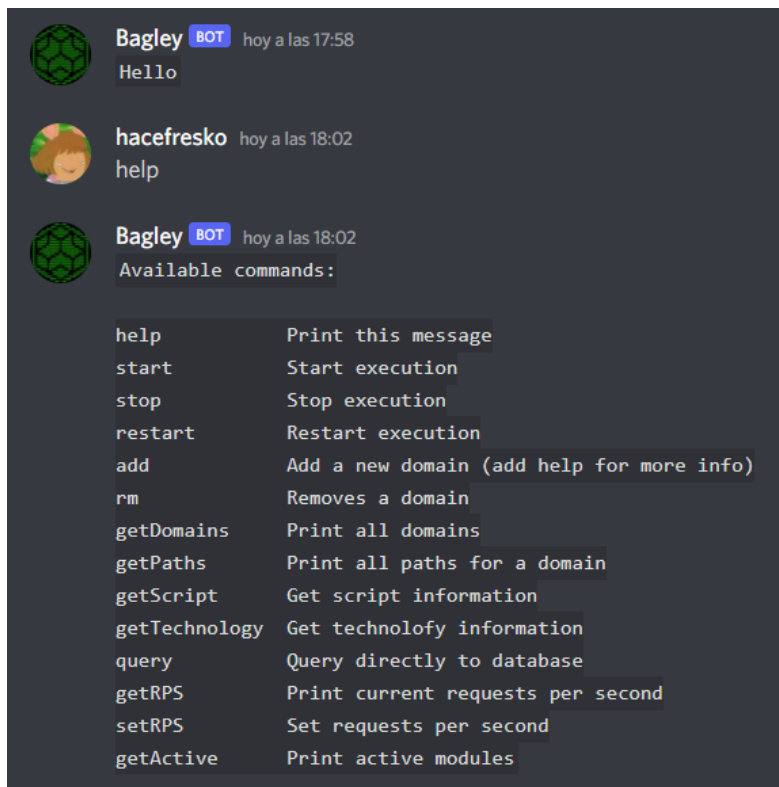 Bagley BOT hoy a las 17:58
Hello
hacefresko hoy a las 18:02
help
Bagley BOT hoy a las 18:02
Available commands:
help Print this message
start Start execution
stop Stop execution
restart Restart execution
add Add a new domain (add help for more info)
rm Removes a domain
getDomains Print all domains
getPaths Print all paths for a domain
getScript Get script information
getTechnology Get technolofy information
query Query directly to database
getRPS Print current requests per second
setRPS Set requests per second
getActive Print active modules